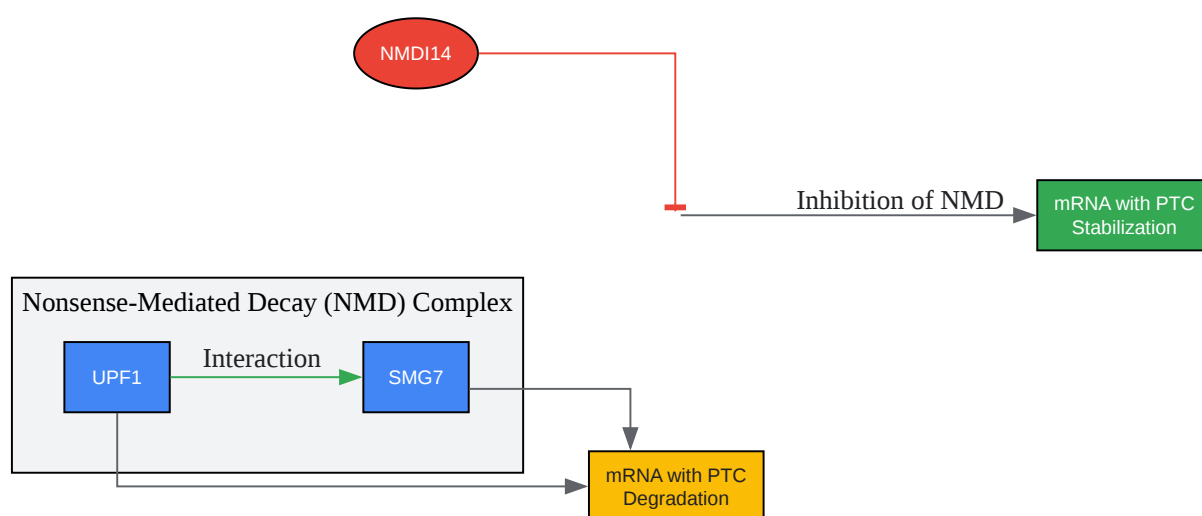 NMDI14
Inhibition of NMD
mRNA with PTC
Stabilization
Nonsense-Mediated Decay (NMD) Complex
UPF1
Interaction
SMG7
mRNA with PTC
Degradation